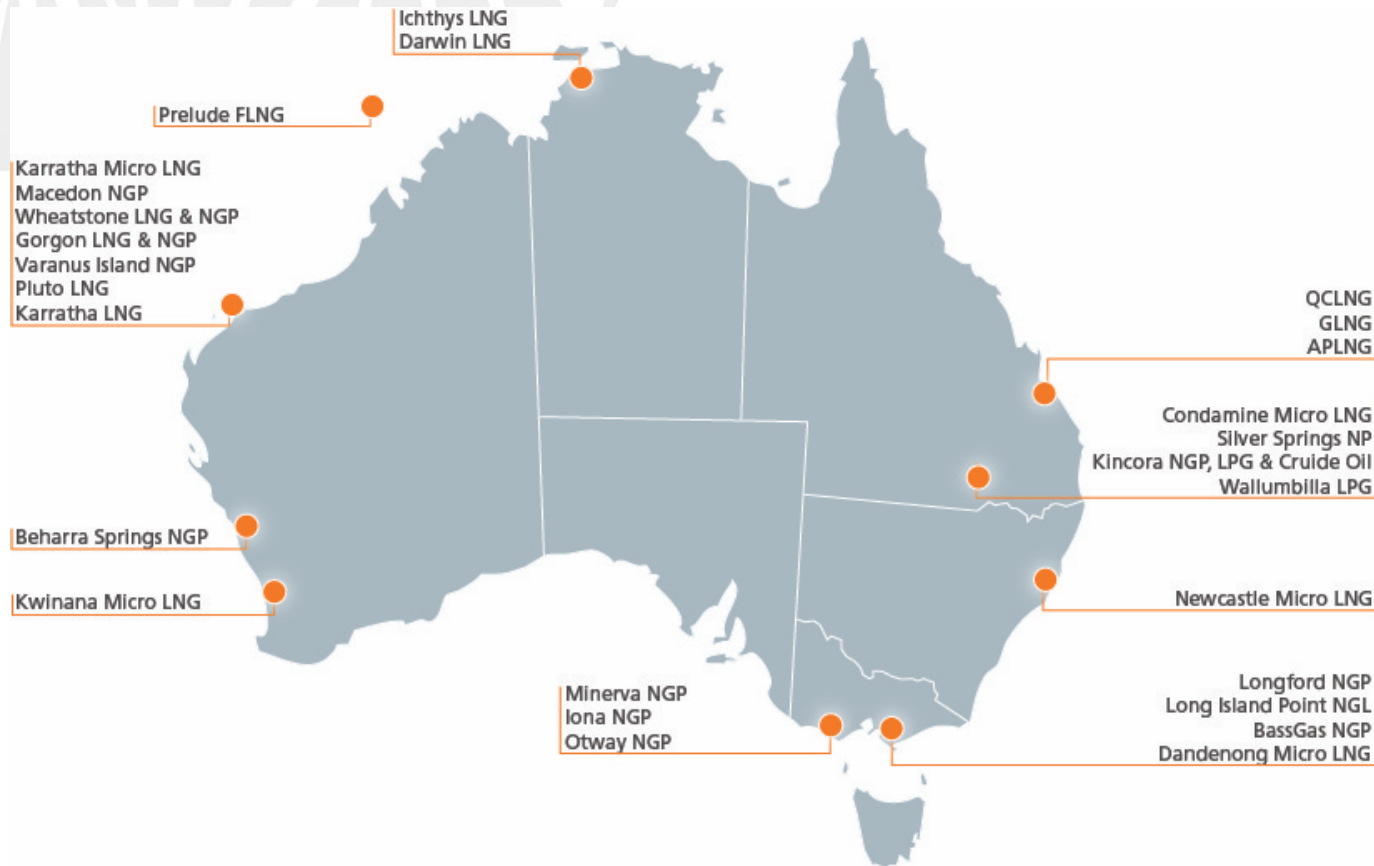 Ichthys LNG
Darwin LNG
Prelude FLNG
Karratha Micro LNG
Macedon NGP
Wheatstone LNG & NGP
Gorgon LNG & NGP
Varanus Island NGP
Pluto LNG
Karratha LNG
QCLNG
GLNG
APLNG
Condamine Micro LNG
Silver Springs NP
Kincora NGP, LPG & Cruide Oil
Wallumbilla LPG
Beharra Springs NGP
Kwinana Micro LNG
Newcastle Micro LNG
Minerva NGP
Iona NGP
Otway NGP
Longford NGP
Long Island Point NGL
BassGas NGP
Dandenong Micro LNG